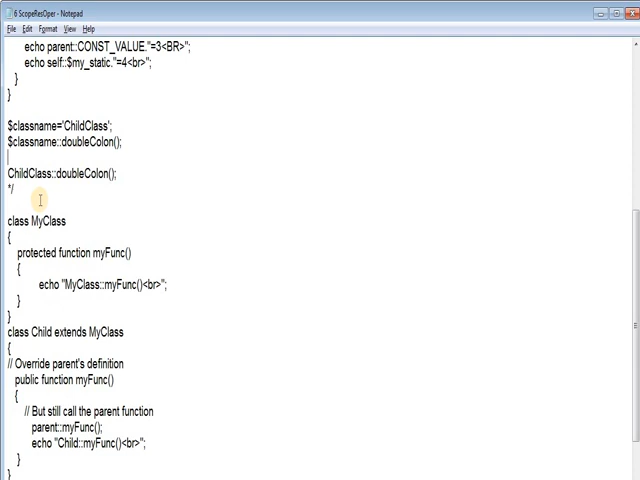 6 ScopeResOper - Notepad
File Edit Format View Help
echo parent::CONST_VALUE."=3<BR>";
echo self::$my_static."=4<br>";
}
}
$classname='ChildClass';
$classname::doubleColon();
ChildClass::doubleColon();
*/
class MyClass
{
protected function myFunc()
{
echo "MyClass::myFunc()<br>";
}
}
class Child extends MyClass
{
// Override parent's definition
public function myFunc()
{
// But still call the parent function
parent::myFunc();
echo "Child::myFunc()<br>";
}
}